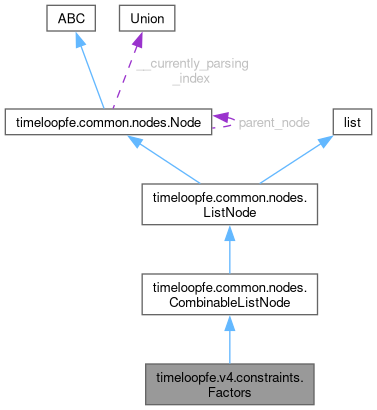 ABC
Union
__currently_parsing
_index
timeloopfe.common.nodes.Node
parent_node
list
timeloopfe.common.nodes.
ListNode
timeloopfe.common.nodes.
CombinableListNode
timeloopfe.v4.constraints.
Factors